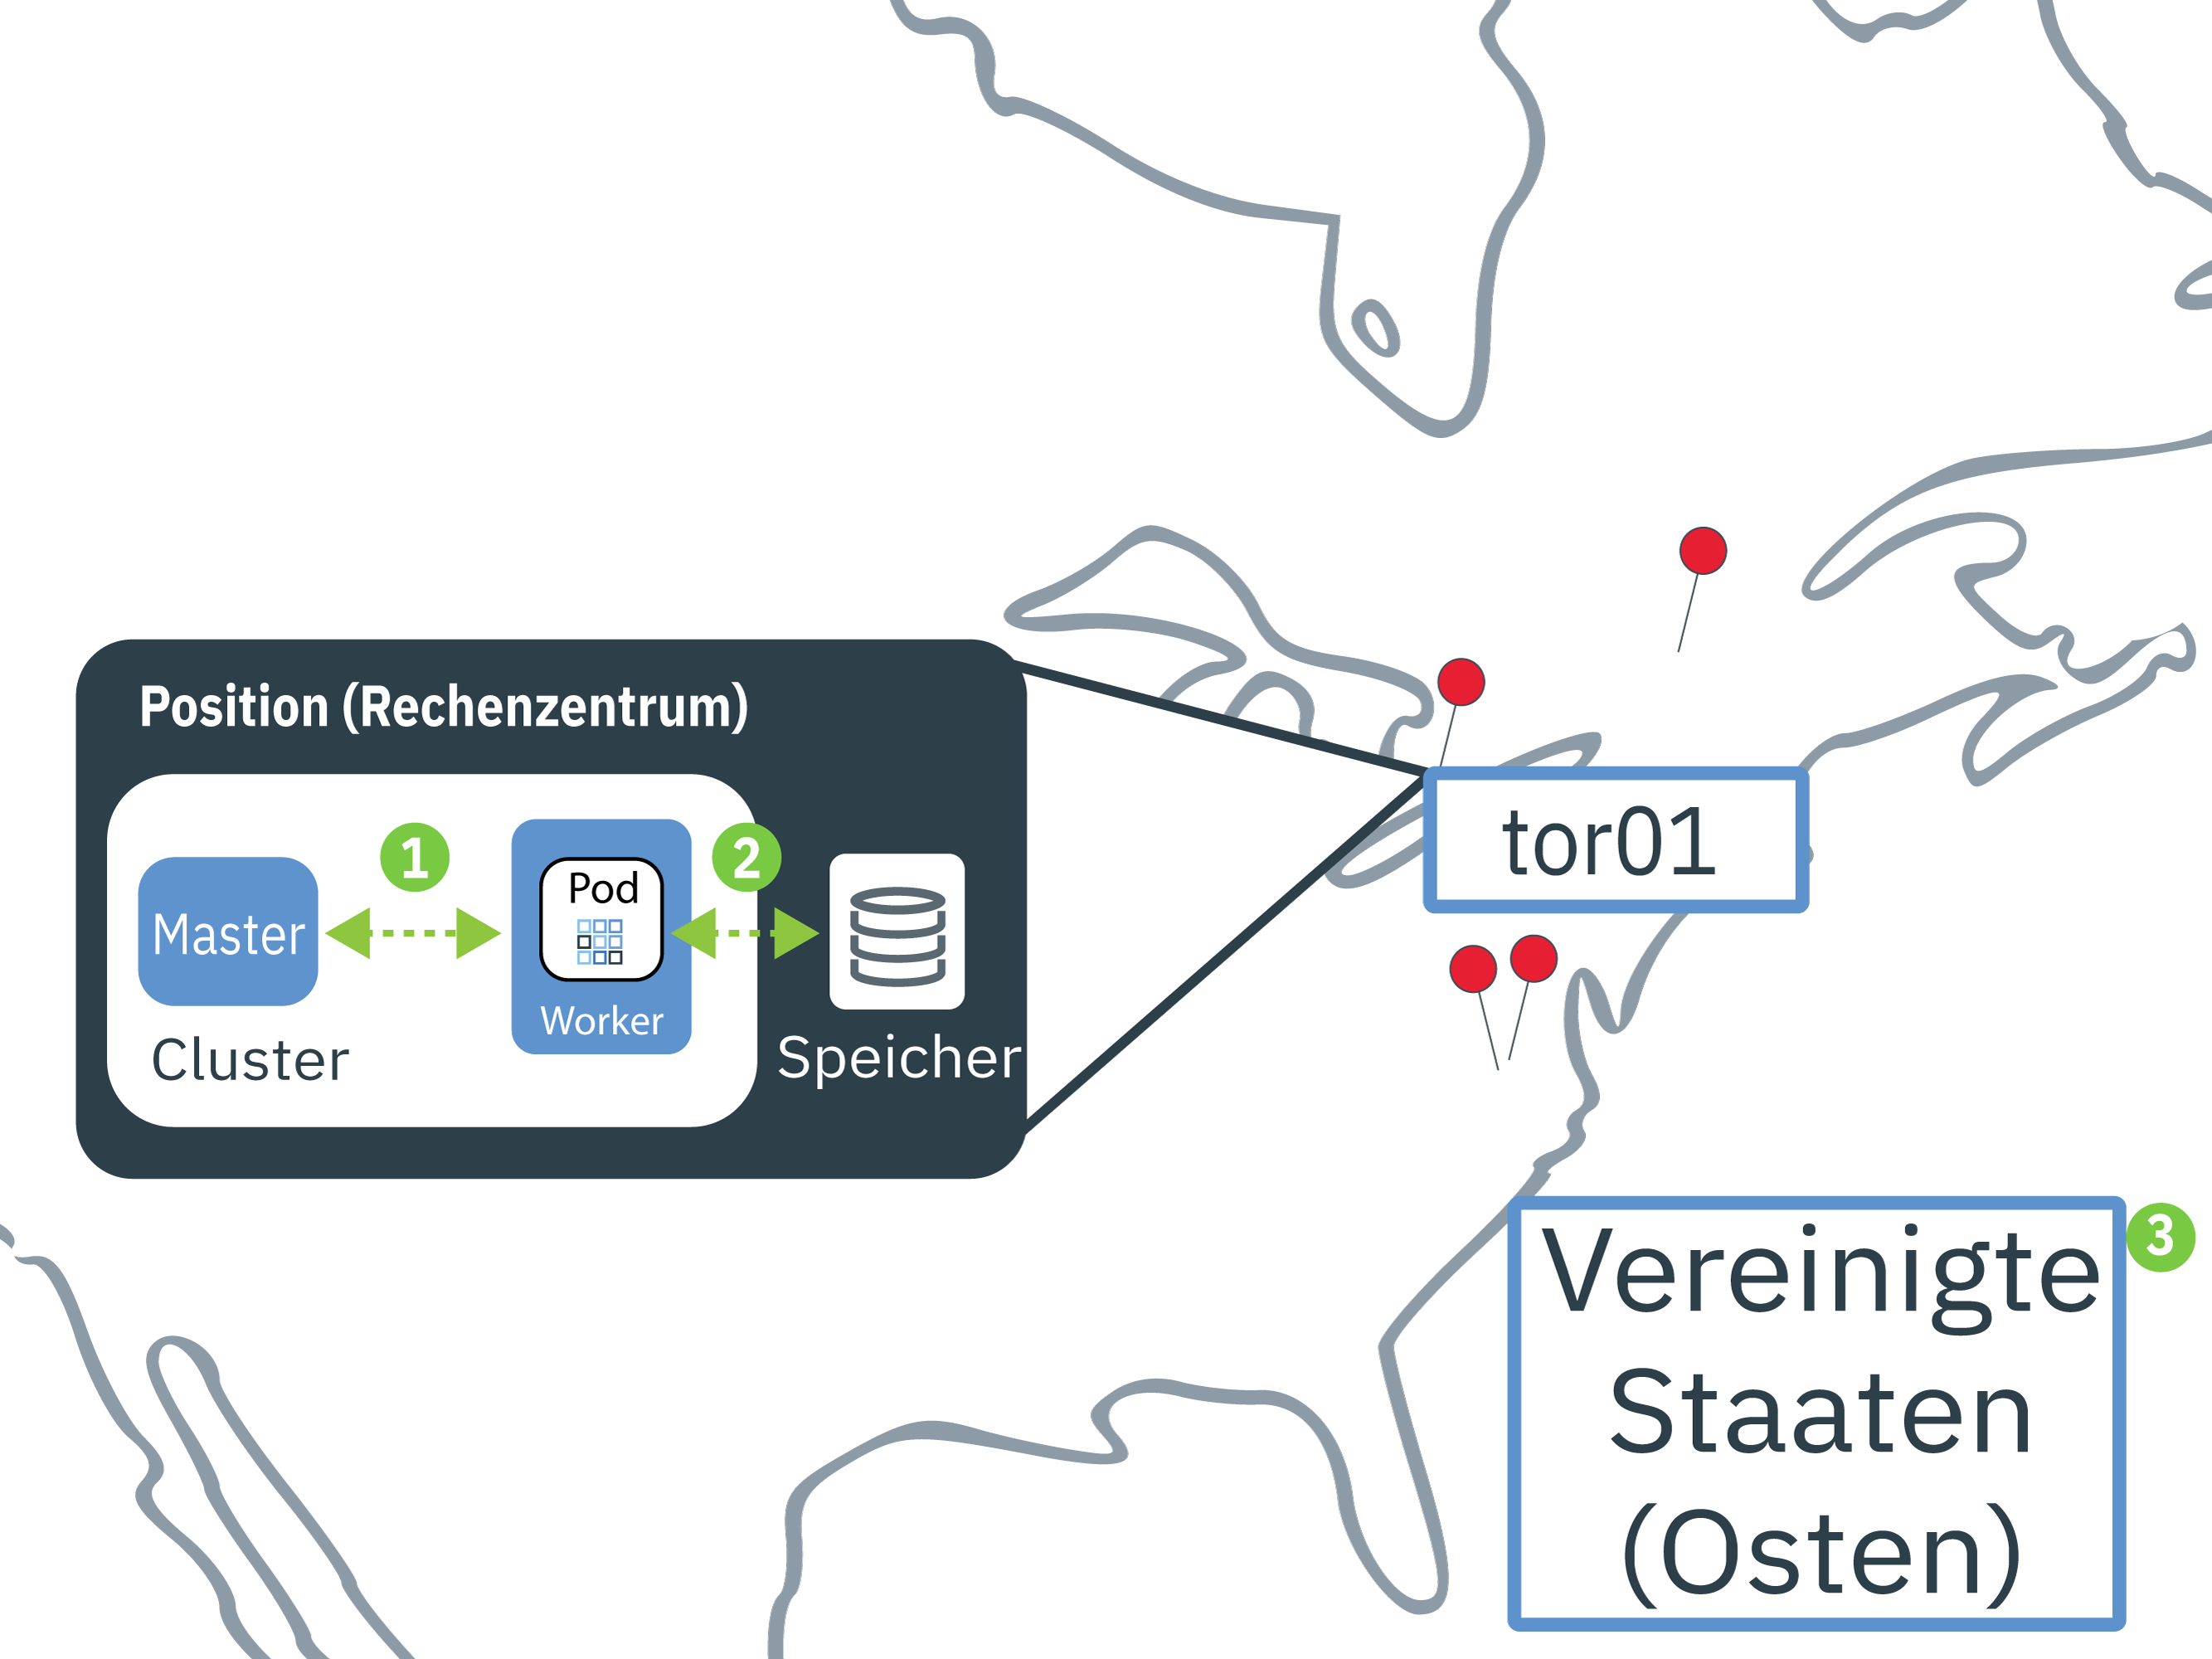 Position (Rechenzentrum)
1
2
Master
Pod
Worker
Cluster
Speicher
tor01
3
Vereinigte
Staaten
(Osten)